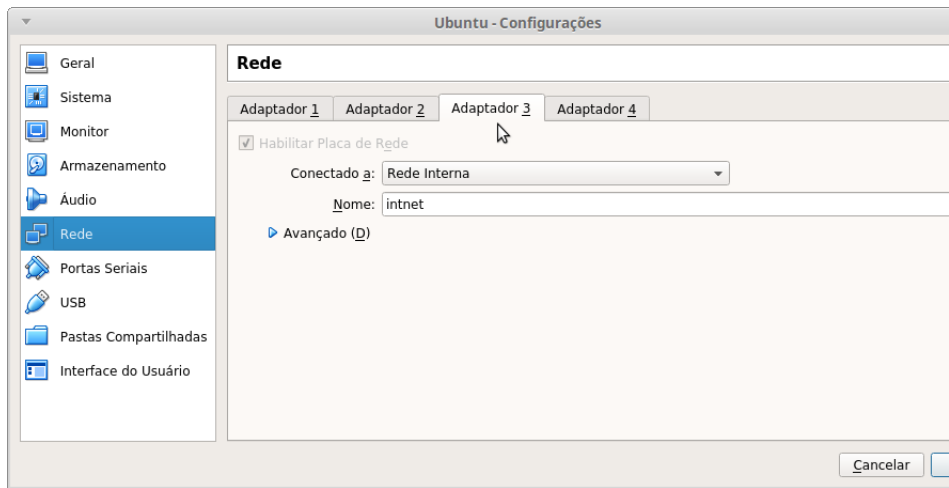 Ubuntu - Configurações
Geral
Sistema
Monitor
Armazenamento
Áudio
Rede
Portas Seriais
USB
Pastas Compartilhadas
Interface do Usuário
Rede
Adaptador 1 Adaptador 2 Adaptador 3 Adaptador 4
Habilitar Placa de Rede
Conectado a: Rede Interna
Nome: intnet
Avançado (D)
Cancelar